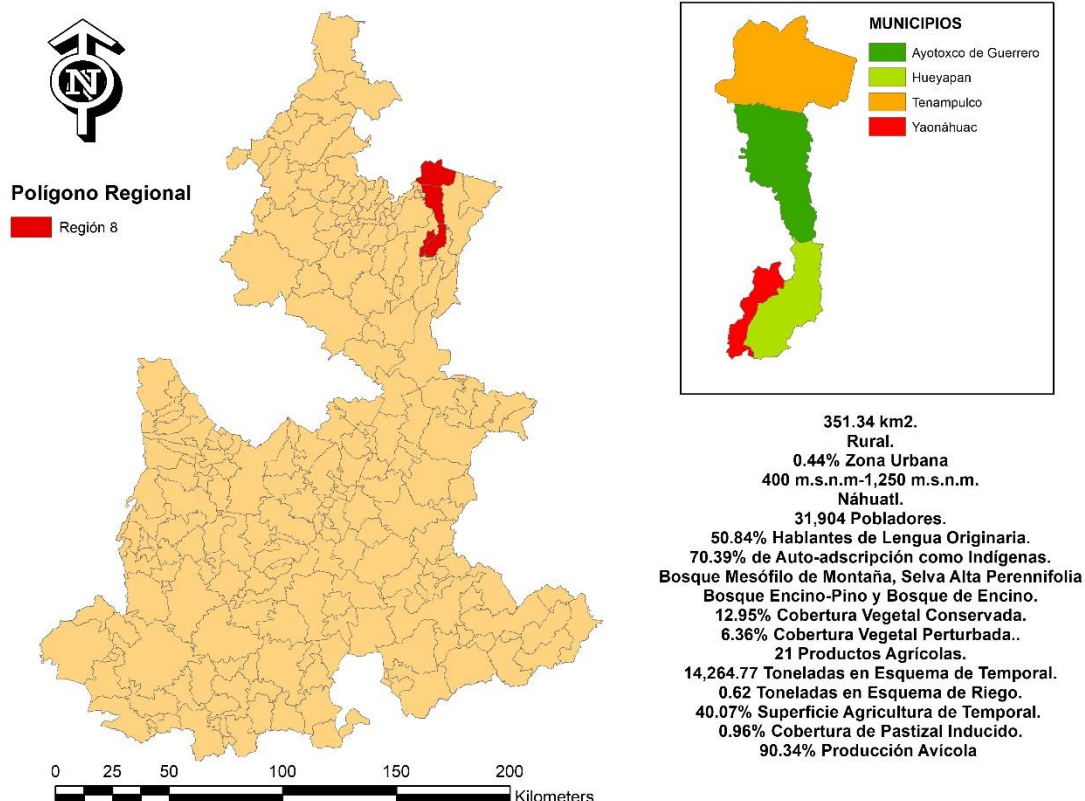 N
Polígono Regional
Región 8
MUNICIPIOS
Ayotoxco de Guerrero
Hueyapan
Tenampulco
Yaonáhuac
351.34 km2.
Rural.
0.44% Zona Urbana
400 m.s.n.m-1,250 m.s.n.m.
Náhuatl.
31,904 Pobladores.
50.84% Hablantes de Lengua Originaria.
70.39% de Auto-adscripción como Indígenas.
Bosque Mesófilo de Montaña, Selva Alta Perennifolia
Bosque Encino-Pino y Bosque de Encino.
12.95% Cobertura Vegetal Conservada.
6.36% Cobertura Vegetal Perturbada..
21 Productos Agrícolas.
14,264.77 Toneladas en Esquema de Temporal.
0.62 Toneladas en Esquema de Riego.
40.07% Superficie Agricultura de Temporal.
0.96% Cobertura de Pastizal Inducido.
90.34% Producción Avícola
0 25 50 100 150 200
Kilometers